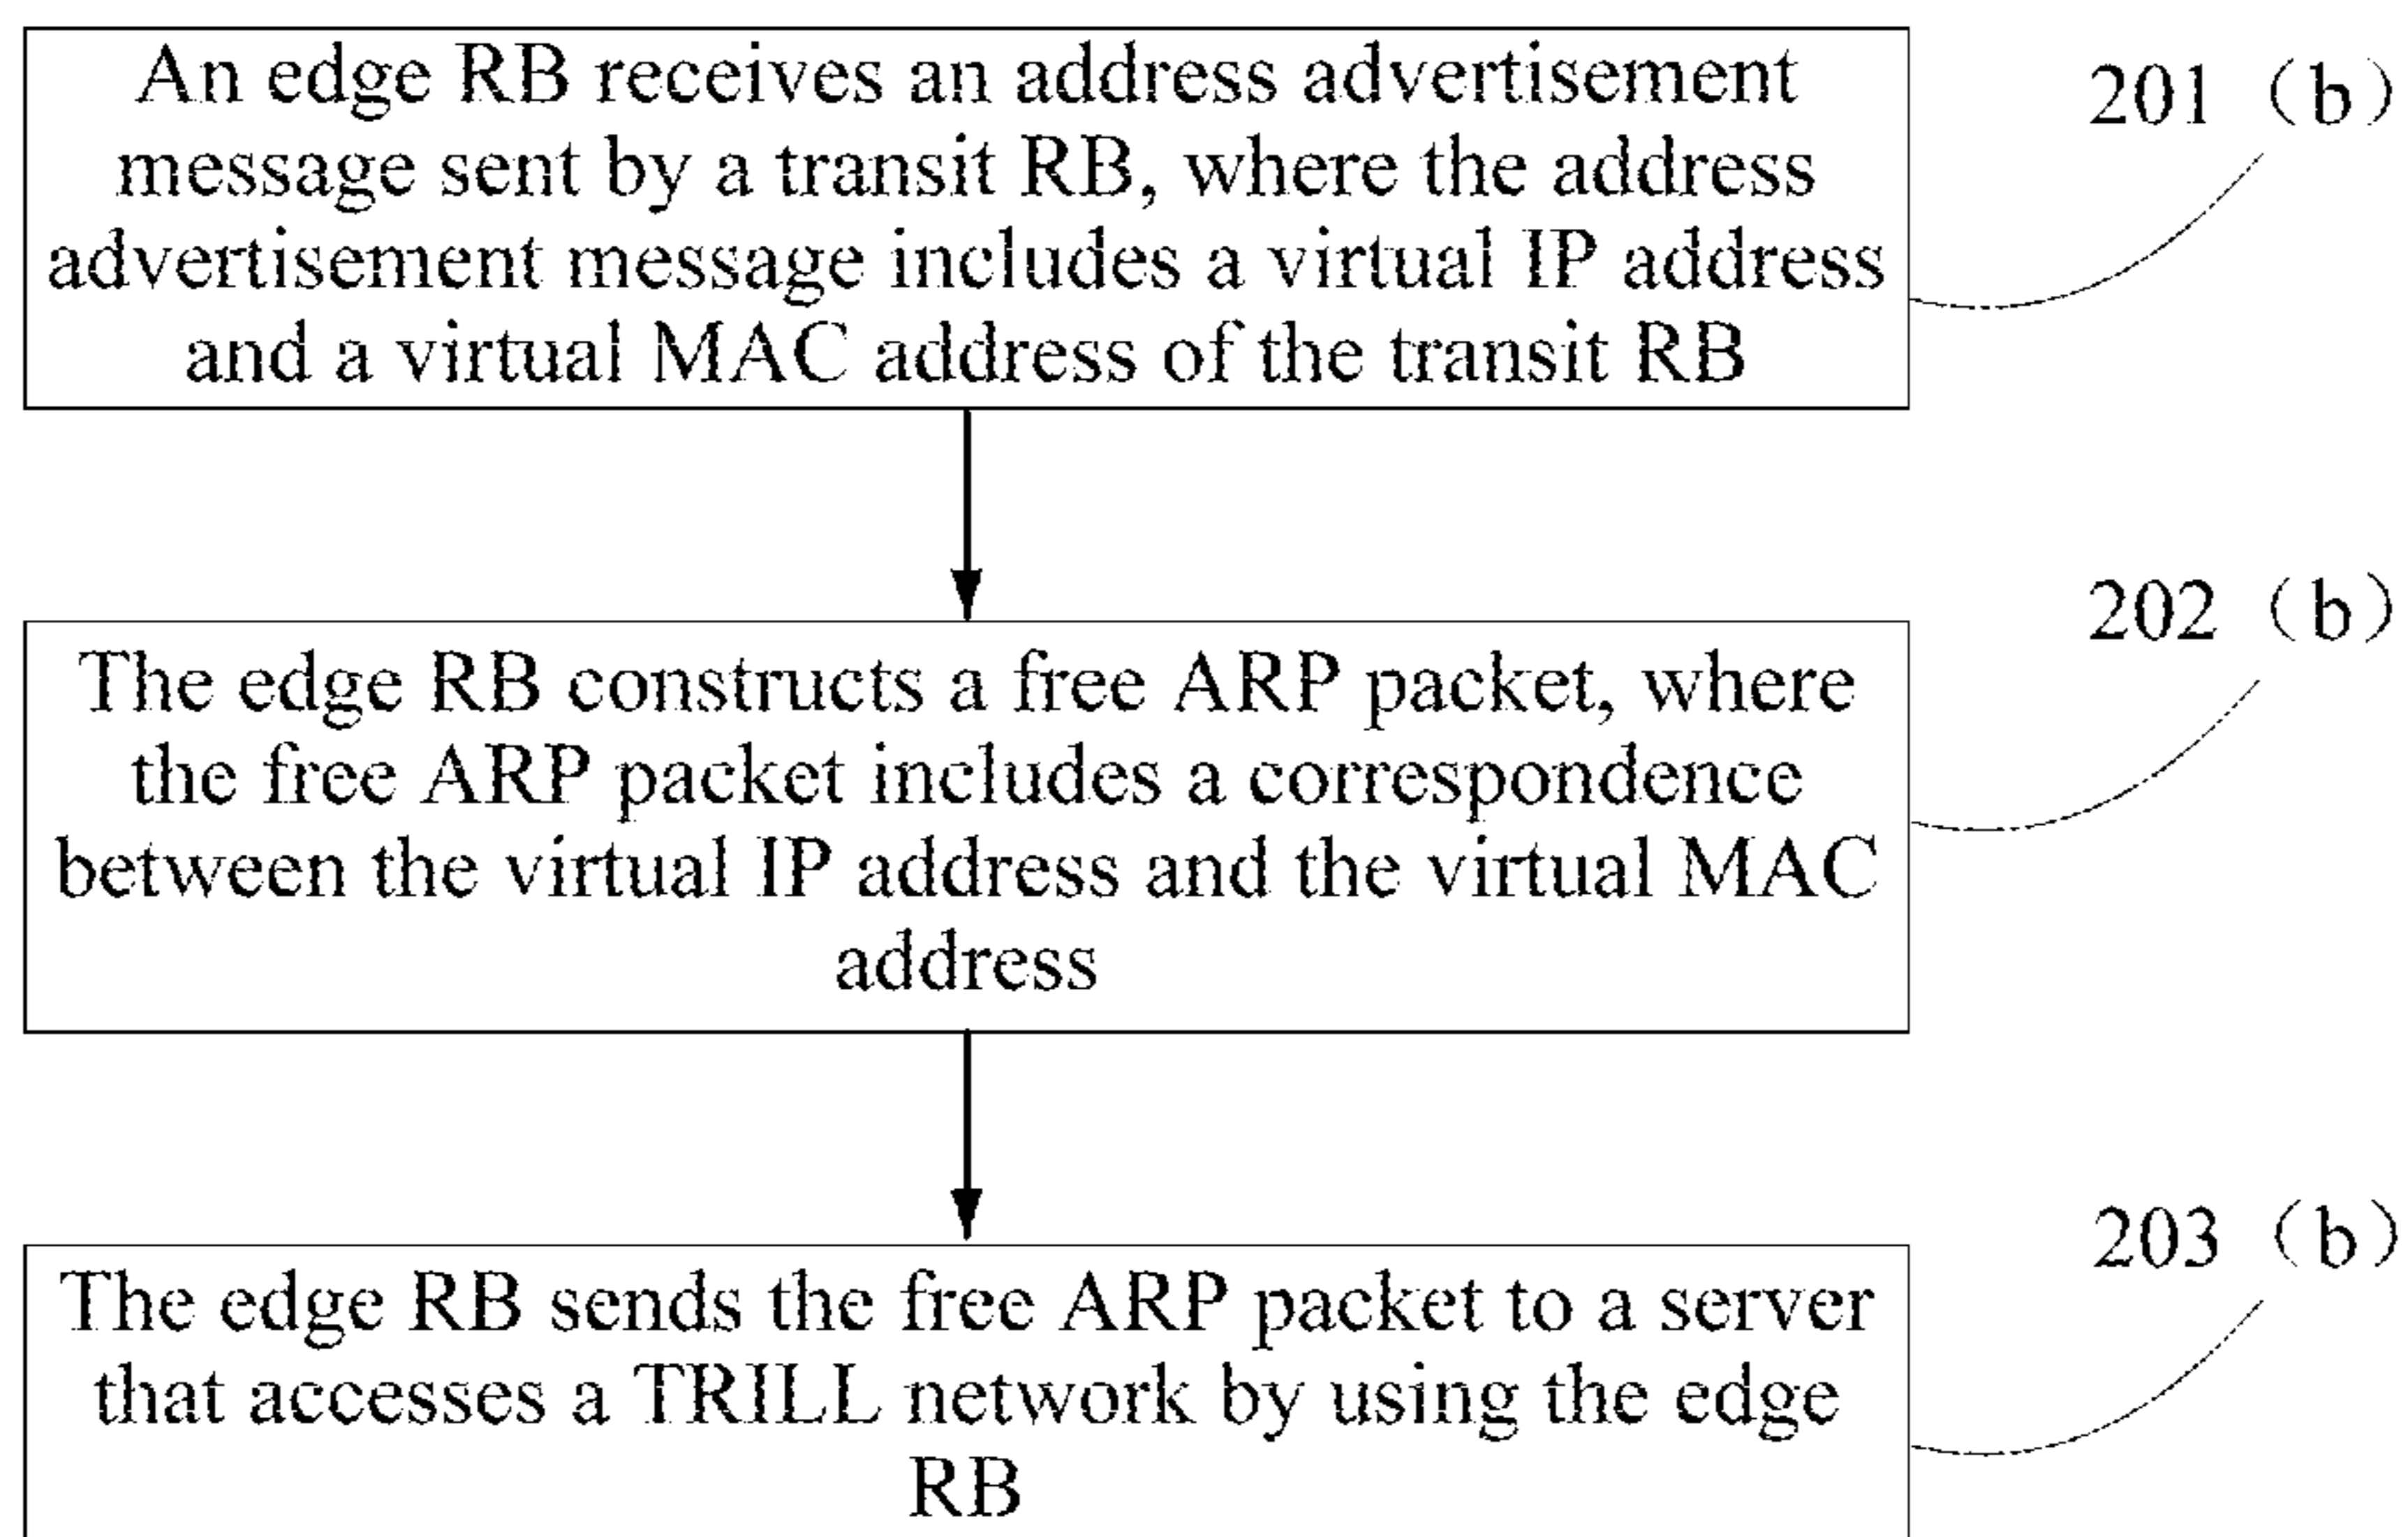 An edge RB receives an address advertisement
message sent by a transit RB, where the address
advertisement message includes a virtual IP address
and a virtual MAC address of the transit RB
201 (b)
The edge RB constructs a free ARP packet, where
the free ARP packet includes a correspondence
between the virtual IP address and the virtual MAC
address
202 (b)
The edge RB sends the free ARP packet to a server
that accesses a TRILL network by using the edge
RB
203 (b)